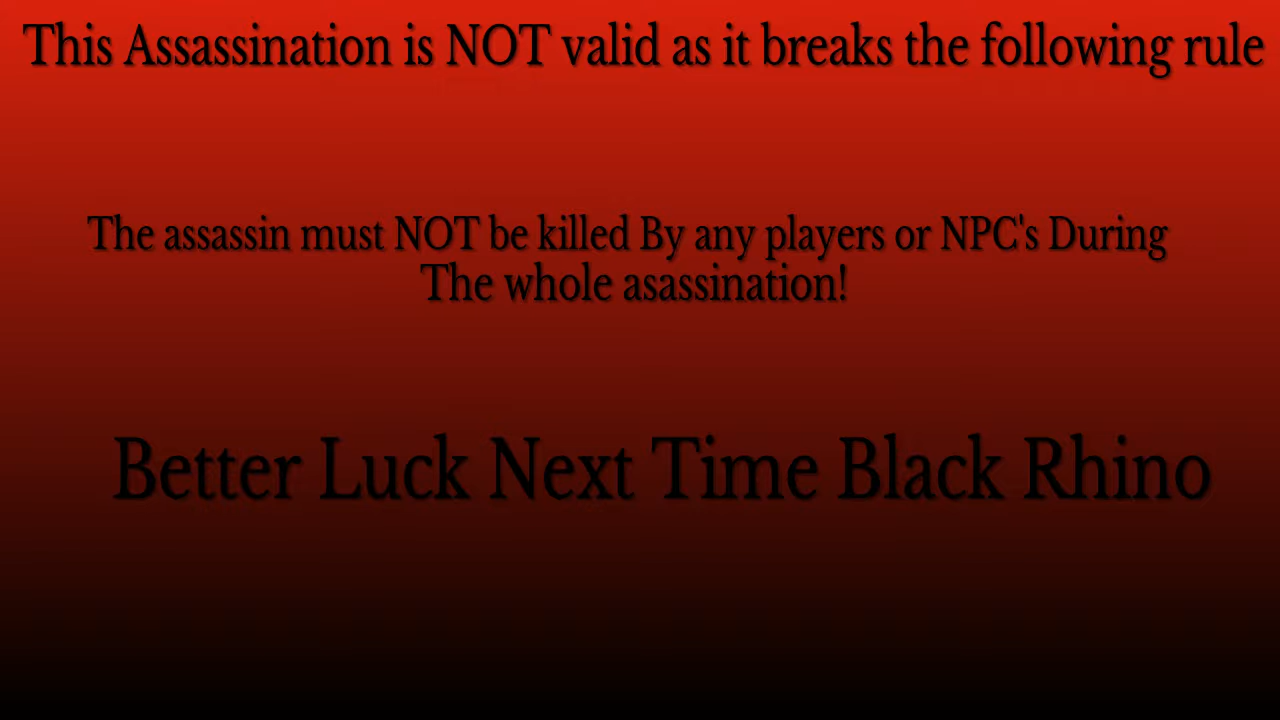 This Assassination is NOT valid as it breaks the following rule
The assassin must NOT be killed By any players or NPC's During
The whole asassination!
Better Luck Next Time Black Rhino